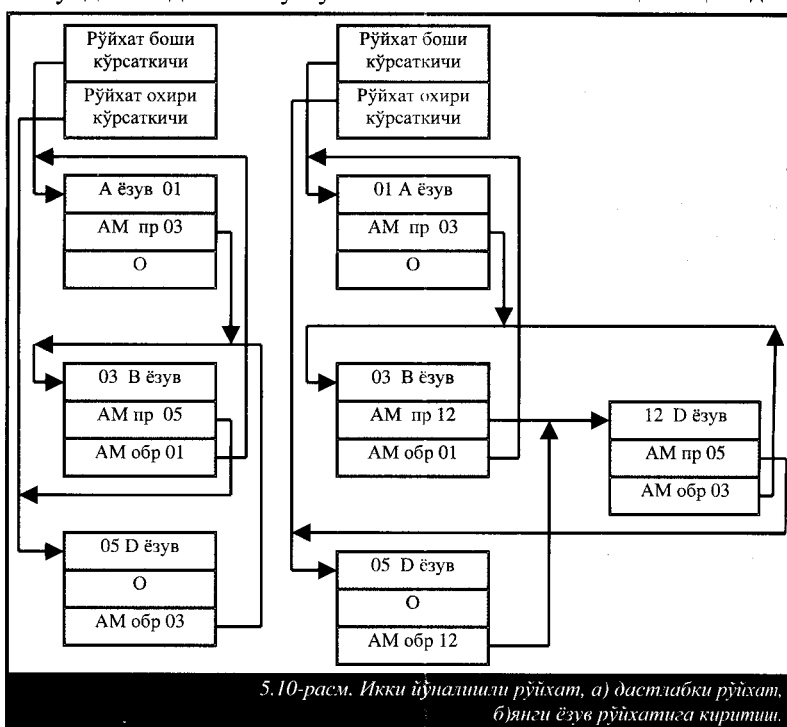 Рўйхат боши
кўрсаткичи
Рўйхат охири
кўрсаткичи
А ёзув 01
АМ пр 03
О
03 В ёзув
АМ пр 05
АМ обр 01
05 D ёзув
О
АМ обр 03
Рўйхат боши
кўрсаткичи
Рўйхат охири
кўрсаткичи
01 А ёзув
АМ пр 03
О
03 В ёзув
АМ пр 12
АМ обр 01
12 D ёзув
АМ пр 05
АМ обр 03
05 D ёзув
О
АМ обр 12
5.10-расм. Икки йўналишли рўйхат, а) дастлабки рўйхат,
б)янги ёзув рўйхатига киритиш.